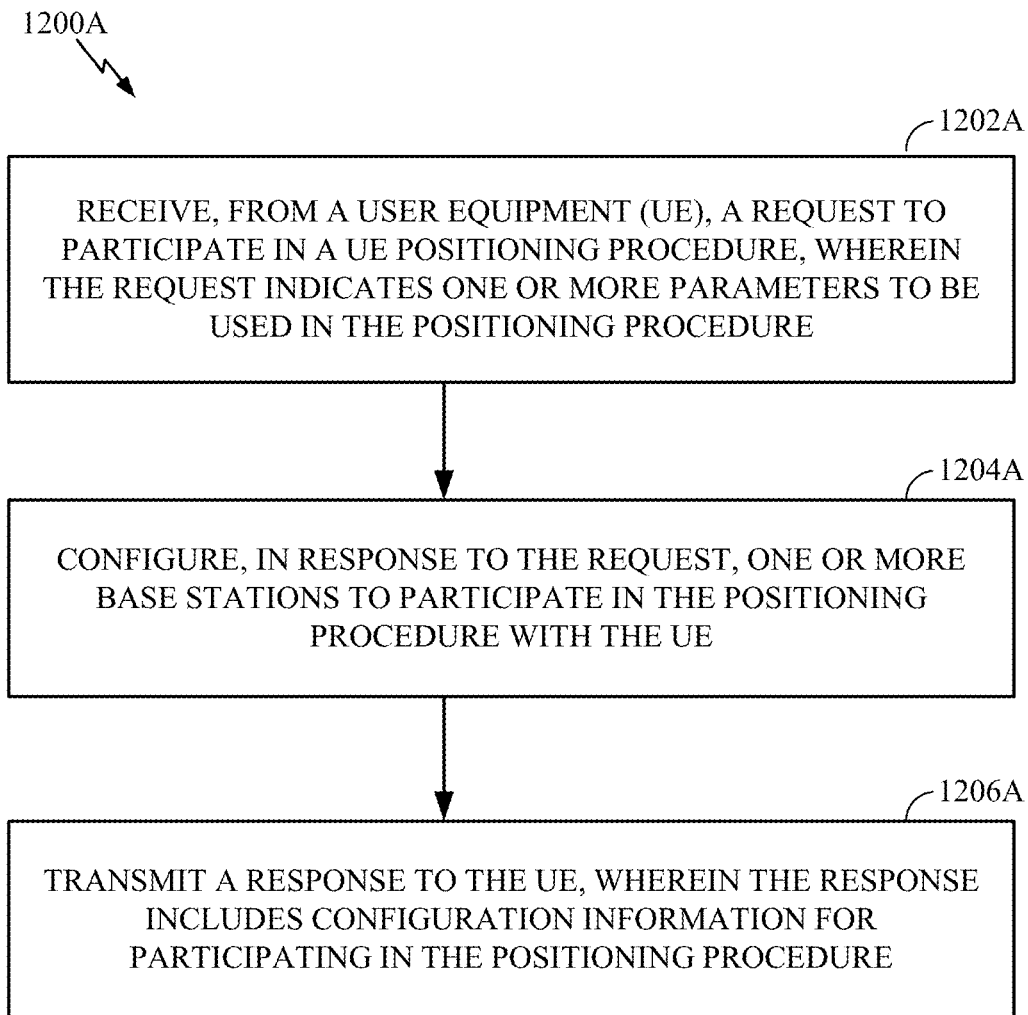 1200A
1202A
RECEIVE, FROM A USER EQUIPMENT (UE), A REQUEST TO
PARTICIPATE IN A UE POSITIONING PROCEDURE, WHEREIN
THE REQUEST INDICATES ONE OR MORE PARAMETERS TO BE
USED IN THE POSITIONING PROCEDURE
1204A
CONFIGURE, IN RESPONSE TO THE REQUEST, ONE OR MORE
BASE STATIONS TO PARTICIPATE IN THE POSITIONING
PROCEDURE WITH THE UE
1206A
TRANSMIT A RESPONSE TO THE UE, WHEREIN THE RESPONSE
INCLUDES CONFIGURATION INFORMATION FOR
PARTICIPATING IN THE POSITIONING PROCEDURE